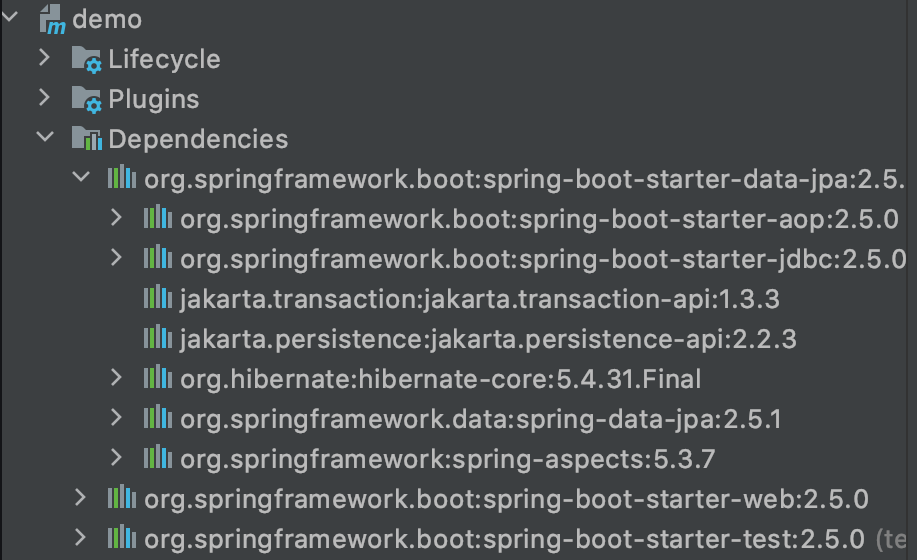 demo
Lifecycle
Plugins
Dependencies
org.springframework.boot:spring-boot-starter-data-jpa:2.5.
org.springframework.boot:spring-boot-starter-aop:2.5.0
org.springframework.boot:spring-boot-starter-jdbc:2.5.0
jakarta.transaction:jakarta.transaction-api:1.3.3
jakarta.persistence:jakarta.persistence-api:2.2.3
org.hibernate:hibernate-core:5.4.31.Final
org.springframework.data:spring-data-jpa:2.5.1
org.springframework:spring-aspects:5.3.7
org.springframework.boot:spring-boot-starter-web:2.5.0
org.springframework.boot:spring-boot-starter-test:2.5.0 (te